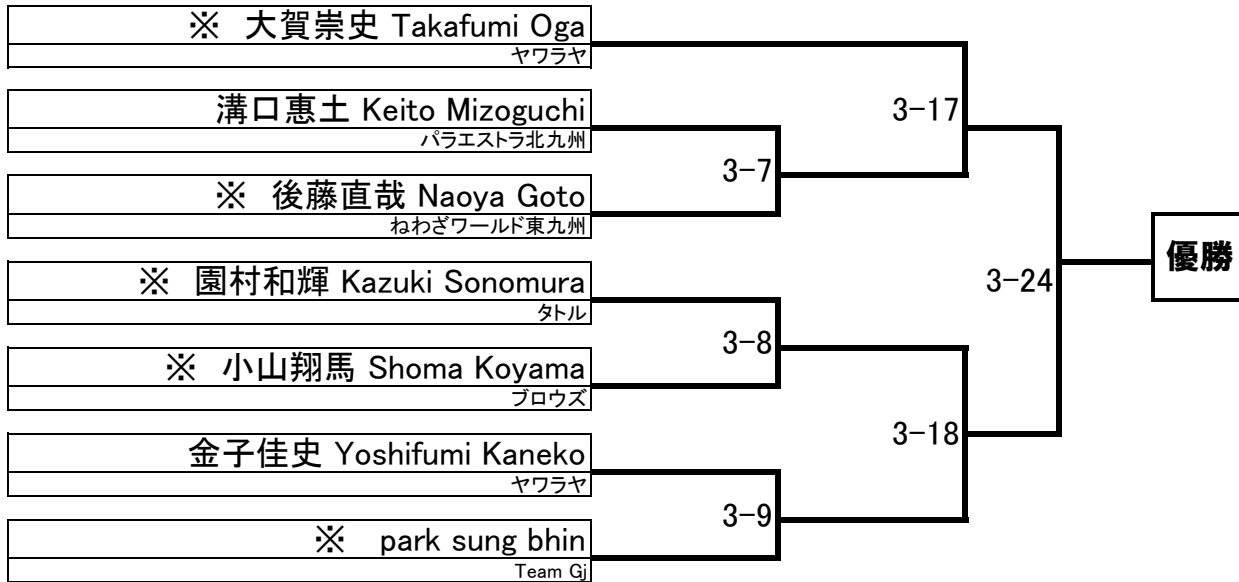 ※ 大賀崇史 Takafumi Oga
ヤワラヤ
溝口惠土 Keito Mizoguchi
パラエストラ北九州
※ 後藤直哉 Naoya Goto
ねわざワールド東九州
※ 園村和輝 Kazuki Sonomura
タトル
※ 小山翔馬 Shoma Koyama
ブロウズ
金子佳史 Yoshifumi Kaneko
ヤワラヤ
※ park sung bhin
Team Gj
3-7
3-8
3-9
3-17
3-18
3-24
優勝